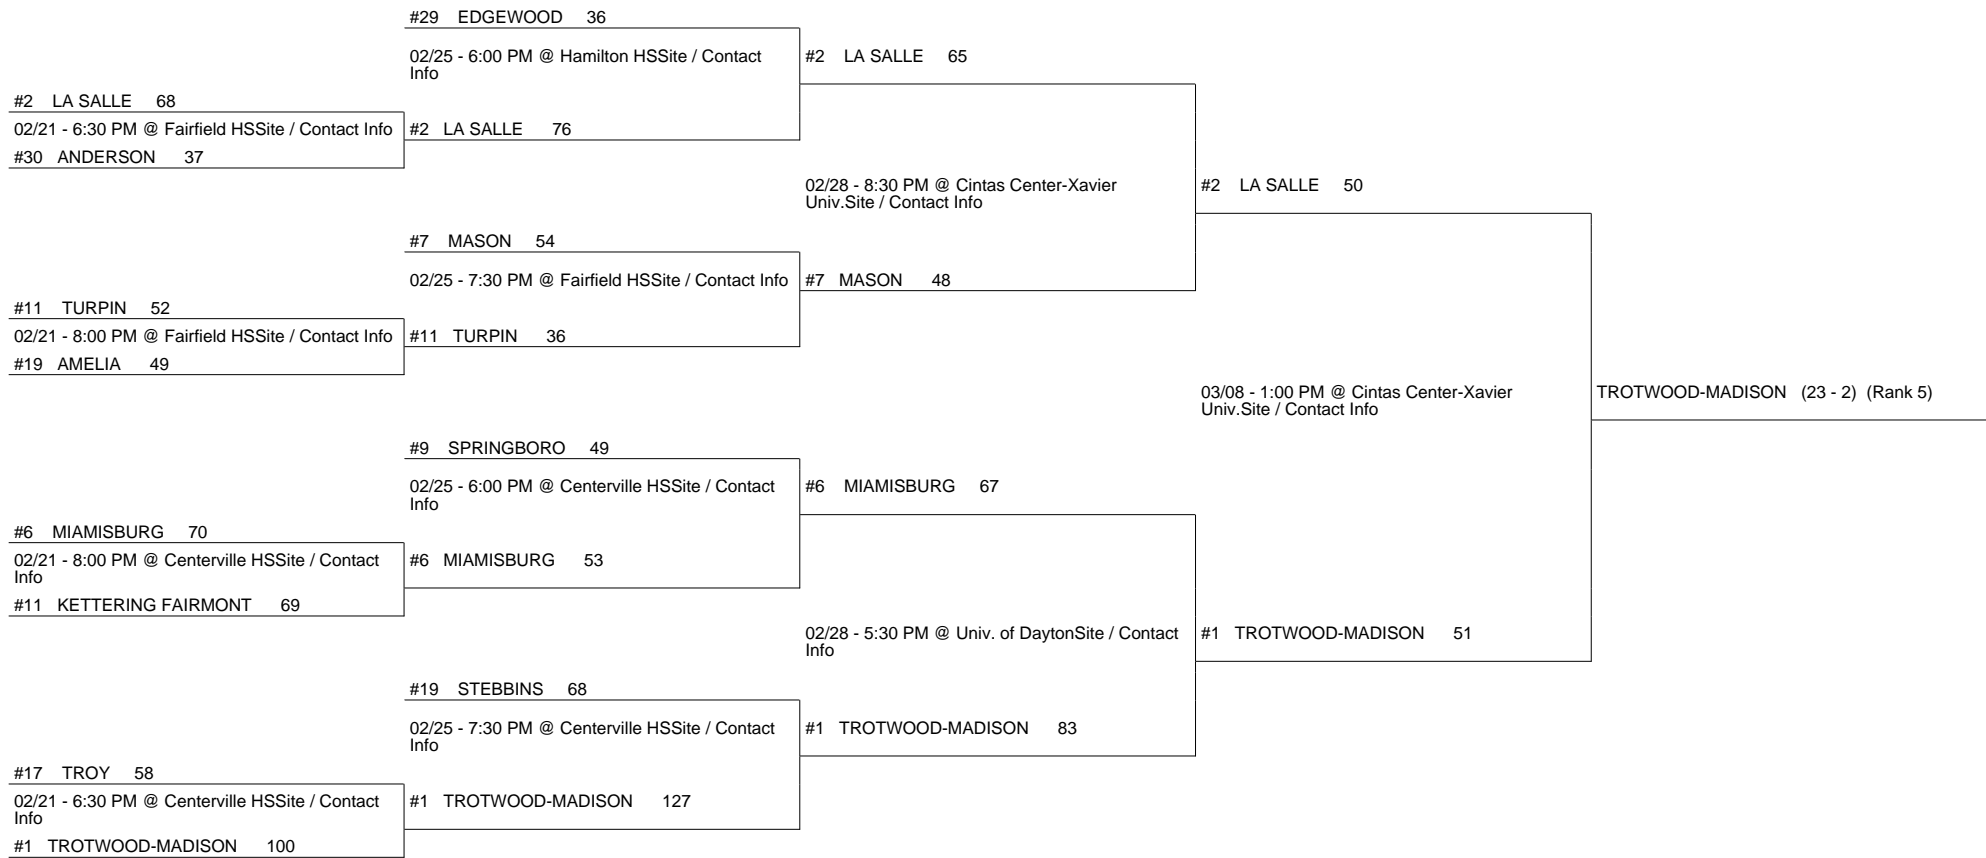 #29 EDGEWOOD 36
02/25 - 6:00 PM @ Hamilton HSSite / Contact
Info
#2 LA SALLE 65
#2 LA SALLE 68
02/21 - 6:30 PM @ Fairfield HSSite / Contact Info
#2 LA SALLE 76
#30 ANDERSON 37
02/28 - 8:30 PM @ Cintas Center-Xavier
Univ.Site / Contact Info
#2 LA SALLE 50
#7 MASON 54
02/25 - 7:30 PM @ Fairfield HSSite / Contact Info
#7 MASON 48
#11 TURPIN 52
02/21 - 8:00 PM @ Fairfield HSSite / Contact Info
#11 TURPIN 36
#19 AMELIA 49
03/08 - 1:00 PM @ Cintas Center-Xavier
Univ.Site / Contact Info
TROTWOOD-MADISON (23 - 2) (Rank 5)
#9 SPRINGBORO 49
02/25 - 6:00 PM @ Centerville HSSite / Contact
Info
#6 MIAMISBURG 67
#6 MIAMISBURG 70
02/21 - 8:00 PM @ Centerville HSSite / Contact
Info
#6 MIAMISBURG 53
#11 KETTERING FAIRMONT 69
02/28 - 5:30 PM @ Univ. of DaytonSite / Contact
Info
#1 TROTWOOD-MADISON 51
#19 STEBBINS 68
02/25 - 7:30 PM @ Centerville HSSite / Contact
Info
#1 TROTWOOD-MADISON 83
#17 TROY 58
02/21 - 6:30 PM @ Centerville HSSite / Contact
Info
#1 TROTWOOD-MADISON 127
#1 TROTWOOD-MADISON 100